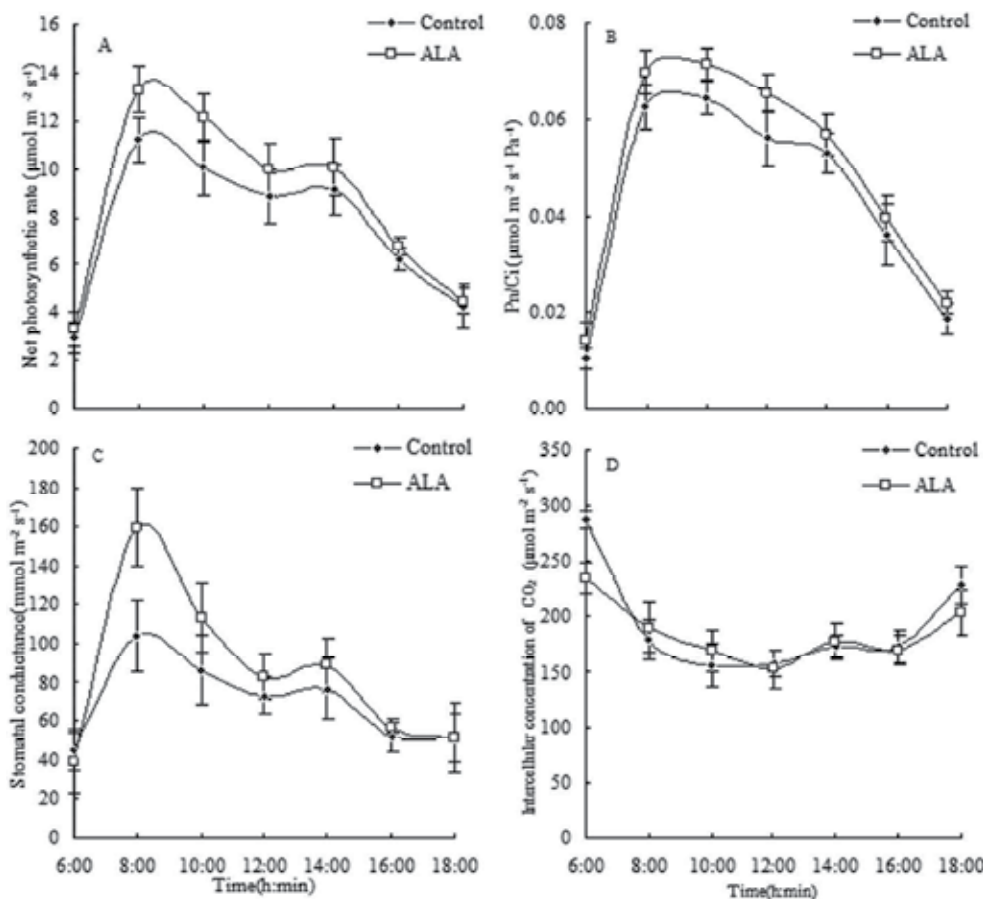 Net photosynthetic rate (μmol m⁻² s⁻¹)
16
14
12
10
8
6
4
2
0
A
Control
ALA
Pn/Ci(μmol m⁻² s⁻¹ Pa⁻¹)
0.08
0.06
0.04
0.02
0.00
B
Control
ALA
Stomatal conductance(mmol m⁻² s⁻¹)
200
180
160
140
120
100
80
60
40
20
0
C
Control
ALA
6:00 8:00 10:00 12:00 14:00 16:00 18:00
Time(h:min)
Intercellular concentration of CO₂ (μmol m⁻² s⁻¹)
350
300
250
200
150
100
50
0
D
Control
ALA
6:00 8:00 10:00 12:00 14:00 16:00 18:00
Time(h:min)